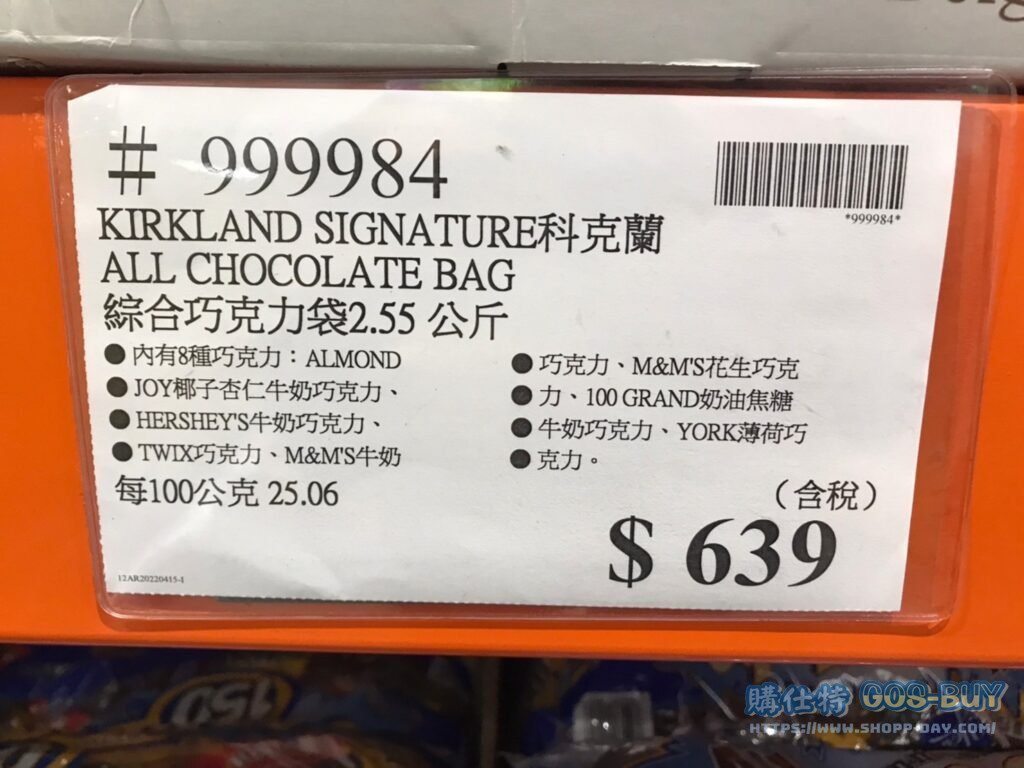 # 999984
*999984*
KIRKLAND SIGNATURE科克蘭
ALL CHOCOLATE BAG
綜合巧克力袋2.55 公斤
● 內有8種巧克力：ALMOND
● JOY椰子杏仁牛奶巧克力、
● HERSHEY'S牛奶巧克力、
● TWIX巧克力、M&M'S牛奶
● 巧克力、M&M'S花生巧克
● 力、100 GRAND奶油焦糖
● 牛奶巧克力、YORK薄荷巧
● 克力。
每100公克 25.06
（含稅）
$ 639
12AR20220415-1
150
購仕特 GOS-BUY
HTTPS://WWW.SHOPP-DAY.COM/